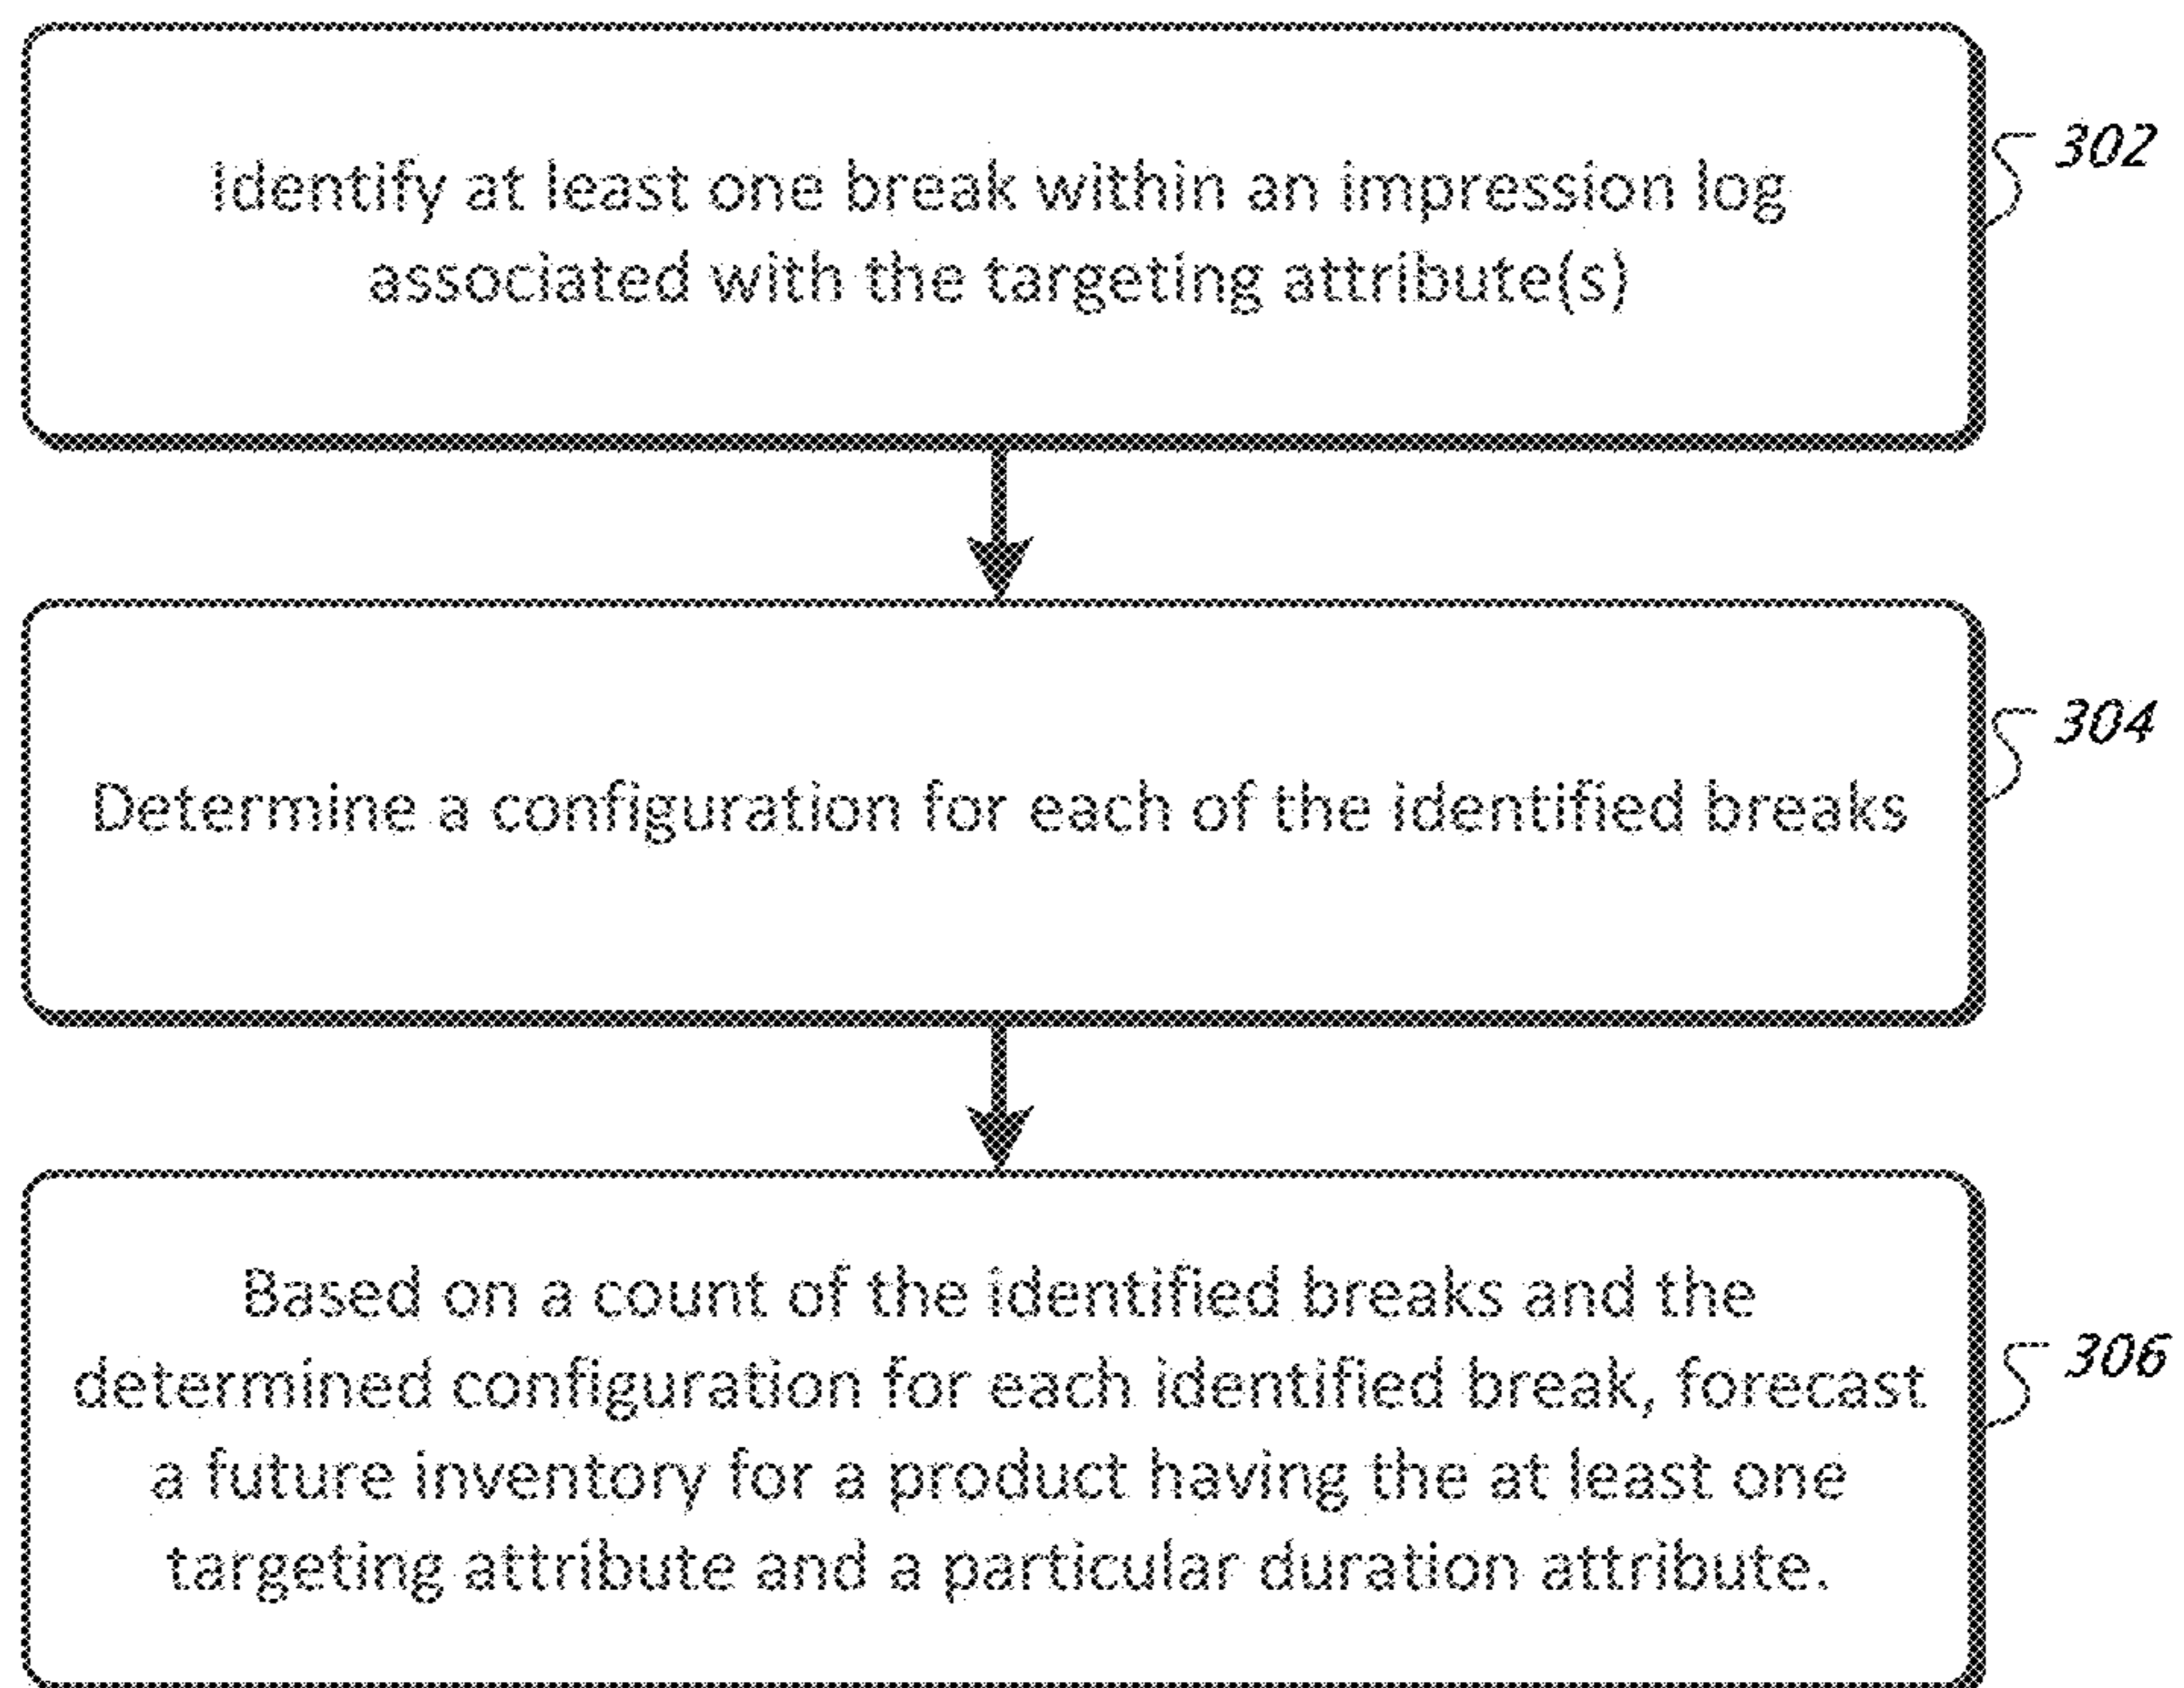 Identify at least one break within an impression log
associated with the targeting attribute(s)
302
Determine a configuration for each of the identified breaks
304
Based on a count of the identified breaks and the
determined configuration for each identified break, forecast
a future inventory for a product having the at least one
targeting attribute and a particular duration attribute.
306